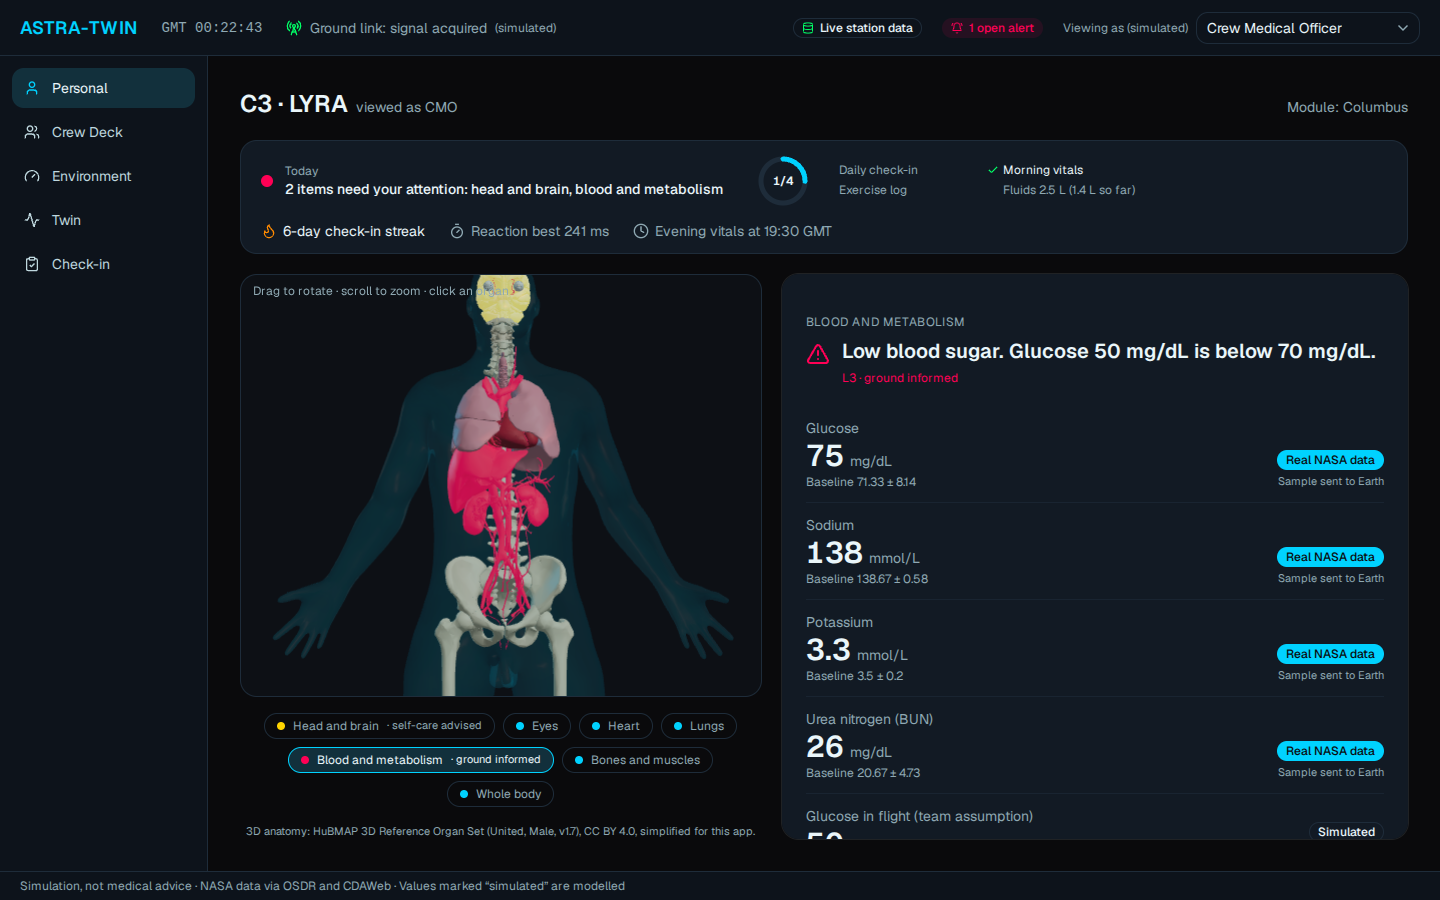 ASTRA-TWIN
GMT 00:22:43
Ground link: signal acquired (simulated)
Live station data
1 open alert
Viewing as (simulated)
Crew Medical Officer
Personal
Crew Deck
Environment
Twin
Check-in
C3 · LYRA viewed as CMO
Module: Columbus
Today
2 items need your attention: head and brain, blood and metabolism
1/4
Daily check-in
Exercise log
Morning vitals
Fluids 2.5 L (1.4 L so far)
6-day check-in streak
Reaction best 241 ms
Evening vitals at 19:30 GMT
Drag to rotate · scroll to zoom · click an organ
Head and brain · self-care advised
Eyes
Heart
Lungs
Blood and metabolism · ground informed
Bones and muscles
Whole body
3D anatomy: HuBMAP 3D Reference Organ Set (United, Male, v1.7), CC BY 4.0, simplified for this app.
BLOOD AND METABOLISM
Low blood sugar. Glucose 50 mg/dL is below 70 mg/dL.
L3 · ground informed
Glucose
75 mg/dL
Baseline 71.33 ± 8.14
Real NASA data
Sample sent to Earth
Sodium
138 mmol/L
Baseline 138.67 ± 0.58
Real NASA data
Sample sent to Earth
Potassium
3.3 mmol/L
Baseline 3.5 ± 0.2
Real NASA data
Sample sent to Earth
Urea nitrogen (BUN)
26 mg/dL
Baseline 20.67 ± 4.73
Real NASA data
Sample sent to Earth
Glucose in flight (team assumption)
50
Simulated
Simulation, not medical advice · NASA data via OSDR and CDAWeb · Values marked “simulated” are modelled